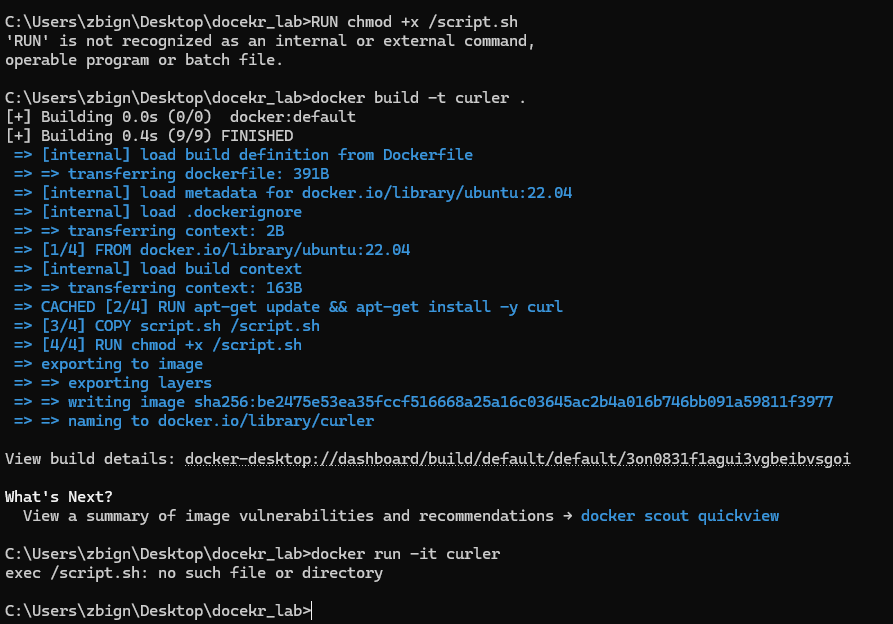 C:\Users\zbign\Desktop\docekr_lab>RUN chmod +x /script.sh
'RUN' is not recognized as an internal or external command,
operable program or batch file.
C:\Users\zbign\Desktop\docekr_lab>docker build -t curler .
[+] Building 0.0s (0/0)  docker:default
[+] Building 0.4s (9/9) FINISHED
=> [internal] load build definition from Dockerfile
=> => transferring dockerfile: 391B
=> [internal] load metadata for docker.io/library/ubuntu:22.04
=> [internal] load .dockerignore
=> => transferring context: 2B
=> [1/4] FROM docker.io/library/ubuntu:22.04
=> [internal] load build context
=> => transferring context: 163B
=> CACHED [2/4] RUN apt-get update && apt-get install -y curl
=> [3/4] COPY script.sh /script.sh
=> [4/4] RUN chmod +x /script.sh
=> exporting to image
=> => exporting layers
=> => writing image sha256:be2475e53ea35fccf516668a25a16c03645ac2b4a016b746bb091a59811f3977
=> => naming to docker.io/library/curler
View build details: docker-desktop://dashboard/build/default/default/3on0831f1agui3vgbeibvsgoi
What's Next?
View a summary of image vulnerabilities and recommendations → docker scout quickview
C:\Users\zbign\Desktop\docekr_lab>docker run -it curler
exec /script.sh: no such file or directory
C:\Users\zbign\Desktop\docekr_lab>